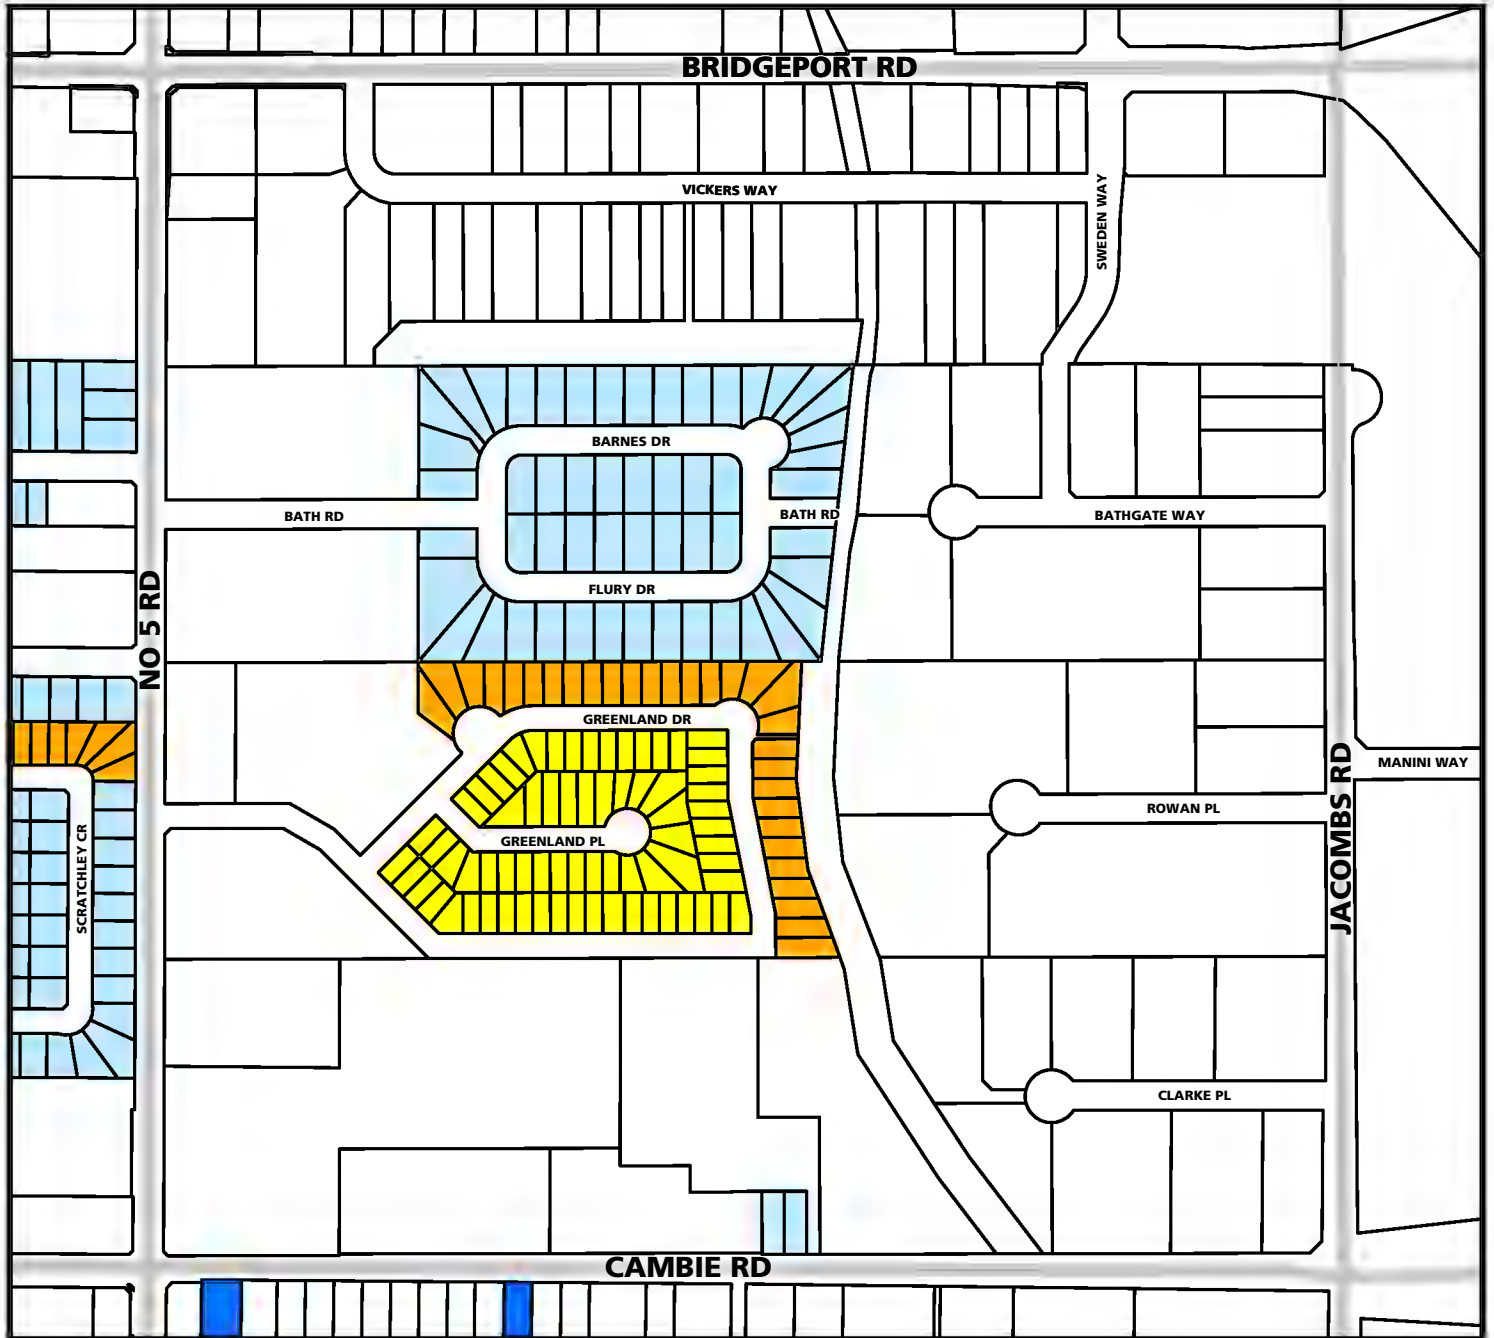 BRIDGEPORT RD
VICKERS WAY
SWEDEN WAY
BARNES DR
BATH RD
BATH RD
BATHGATE WAY
NO 5 RD
FLURY DR
GREENLAND DR
MANINI WAY
JACOMBS RD
ROWAN PL
SCRATCHLEY CR
GREENLAND PL
CLARKE PL
CAMBIE RD